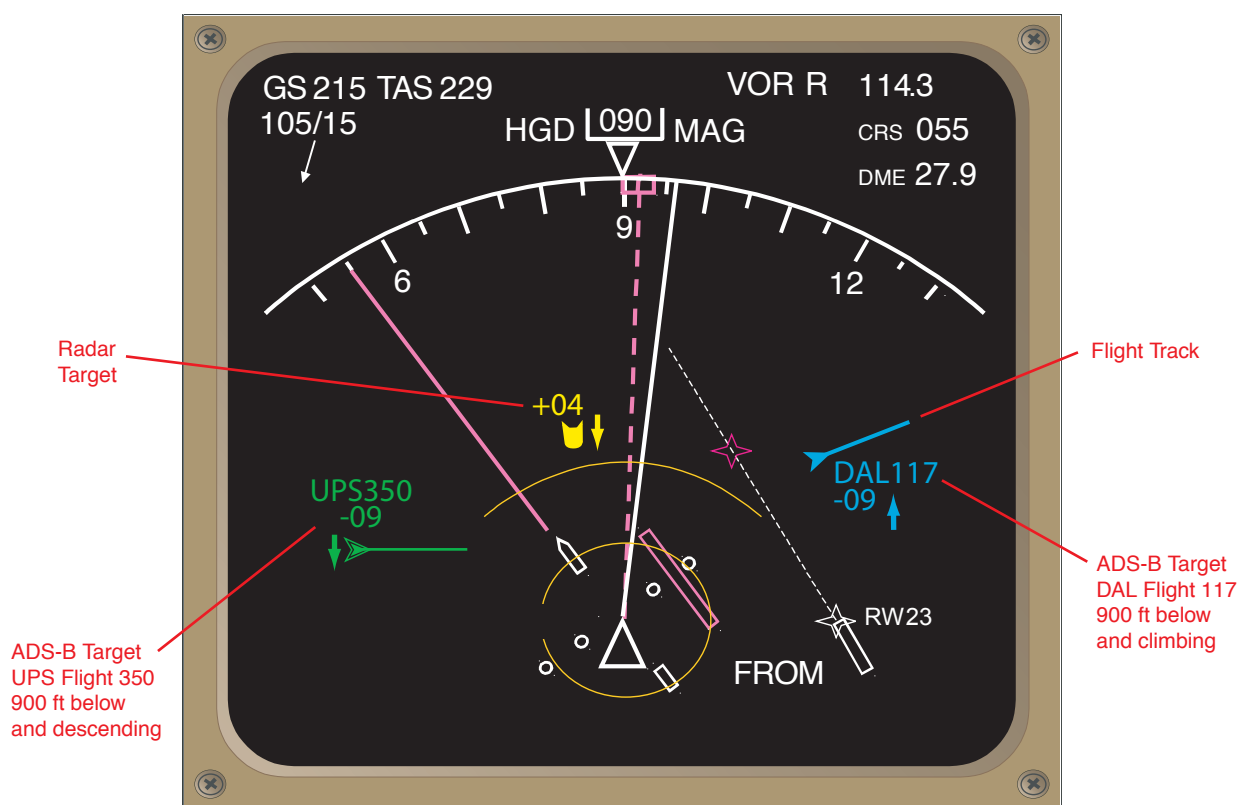 GS 215 TAS 229
105/15
VOR R 114.3
HGD 090 MAG
CRS 055
DME 27.9
9
6
12
Radar
Target
Flight Track
+04
UPS350
-09
DAL117
-09
ADS-B Target
DAL Flight 117
900 ft below
and climbing
RW23
FROM
ADS-B Target
UPS Flight 350
900 ft below
and descending